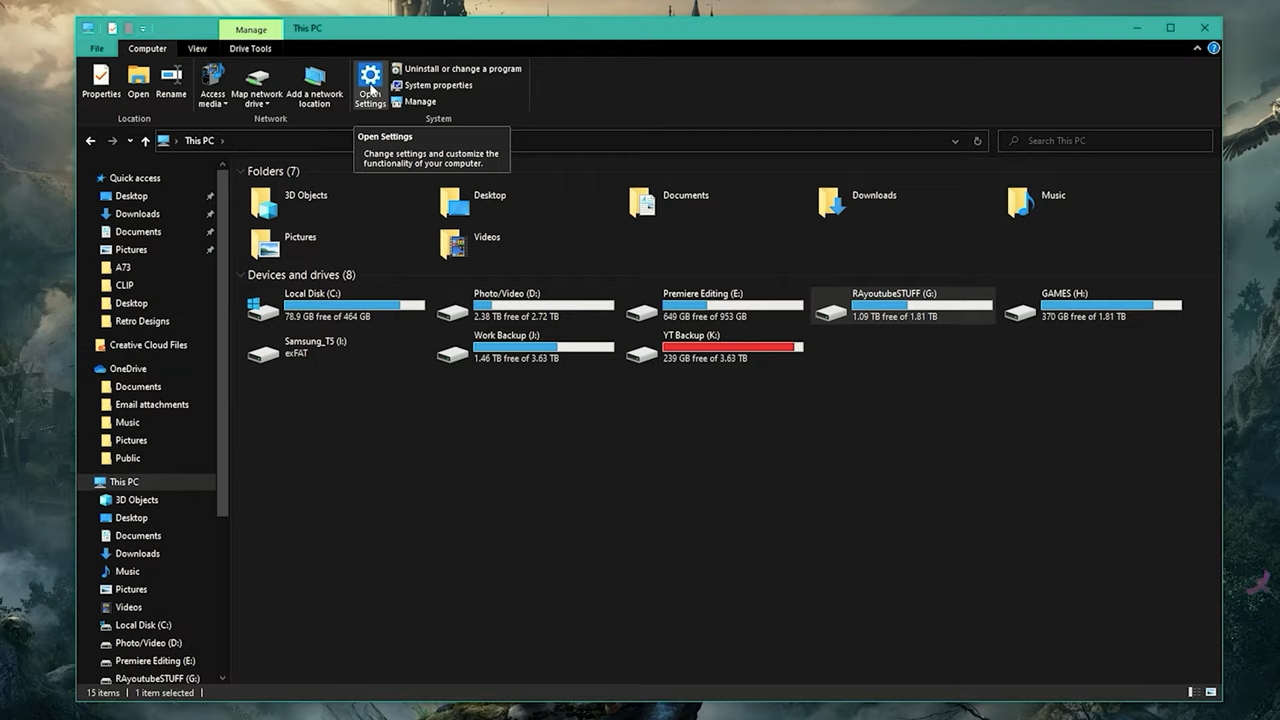 Manage
This PC
File
Computer
View
Drive Tools
Properties
Open
Rename
Access
media
Map network
drive
Add a network
location
Open
Settings
Uninstall or change a program
System properties
Manage
Location
Network
System
This PC
Search This PC
Open Settings
Change settings and customize the
functionality of your computer.
Quick access
Desktop
Downloads
Documents
Pictures
A73
CLIP
Desktop
Retro Designs
Creative Cloud Files
OneDrive
Documents
Email attachments
Music
Pictures
Public
This PC
3D Objects
Desktop
Documents
Downloads
Music
Pictures
Videos
Local Disk (C:)
Photo/Video (D:)
Premiere Editing (E:)
RAyoutubeSTUFF (G:)
Folders (7)
3D Objects
Desktop
Documents
Downloads
Music
Pictures
Videos
Devices and drives (8)
Local Disk (C:)
78.9 GB free of 464 GB
Photo/Video (D:)
2.38 TB free of 2.72 TB
Premiere Editing (E:)
649 GB free of 953 GB
RAyoutubeSTUFF (G:)
1.09 TB free of 1.81 TB
GAMES (H:)
370 GB free of 1.81 TB
Samsung_T5 (I:)
exFAT
Work Backup (J:)
1.46 TB free of 3.63 TB
YT Backup (K:)
239 GB free of 3.63 TB
15 items
1 item selected